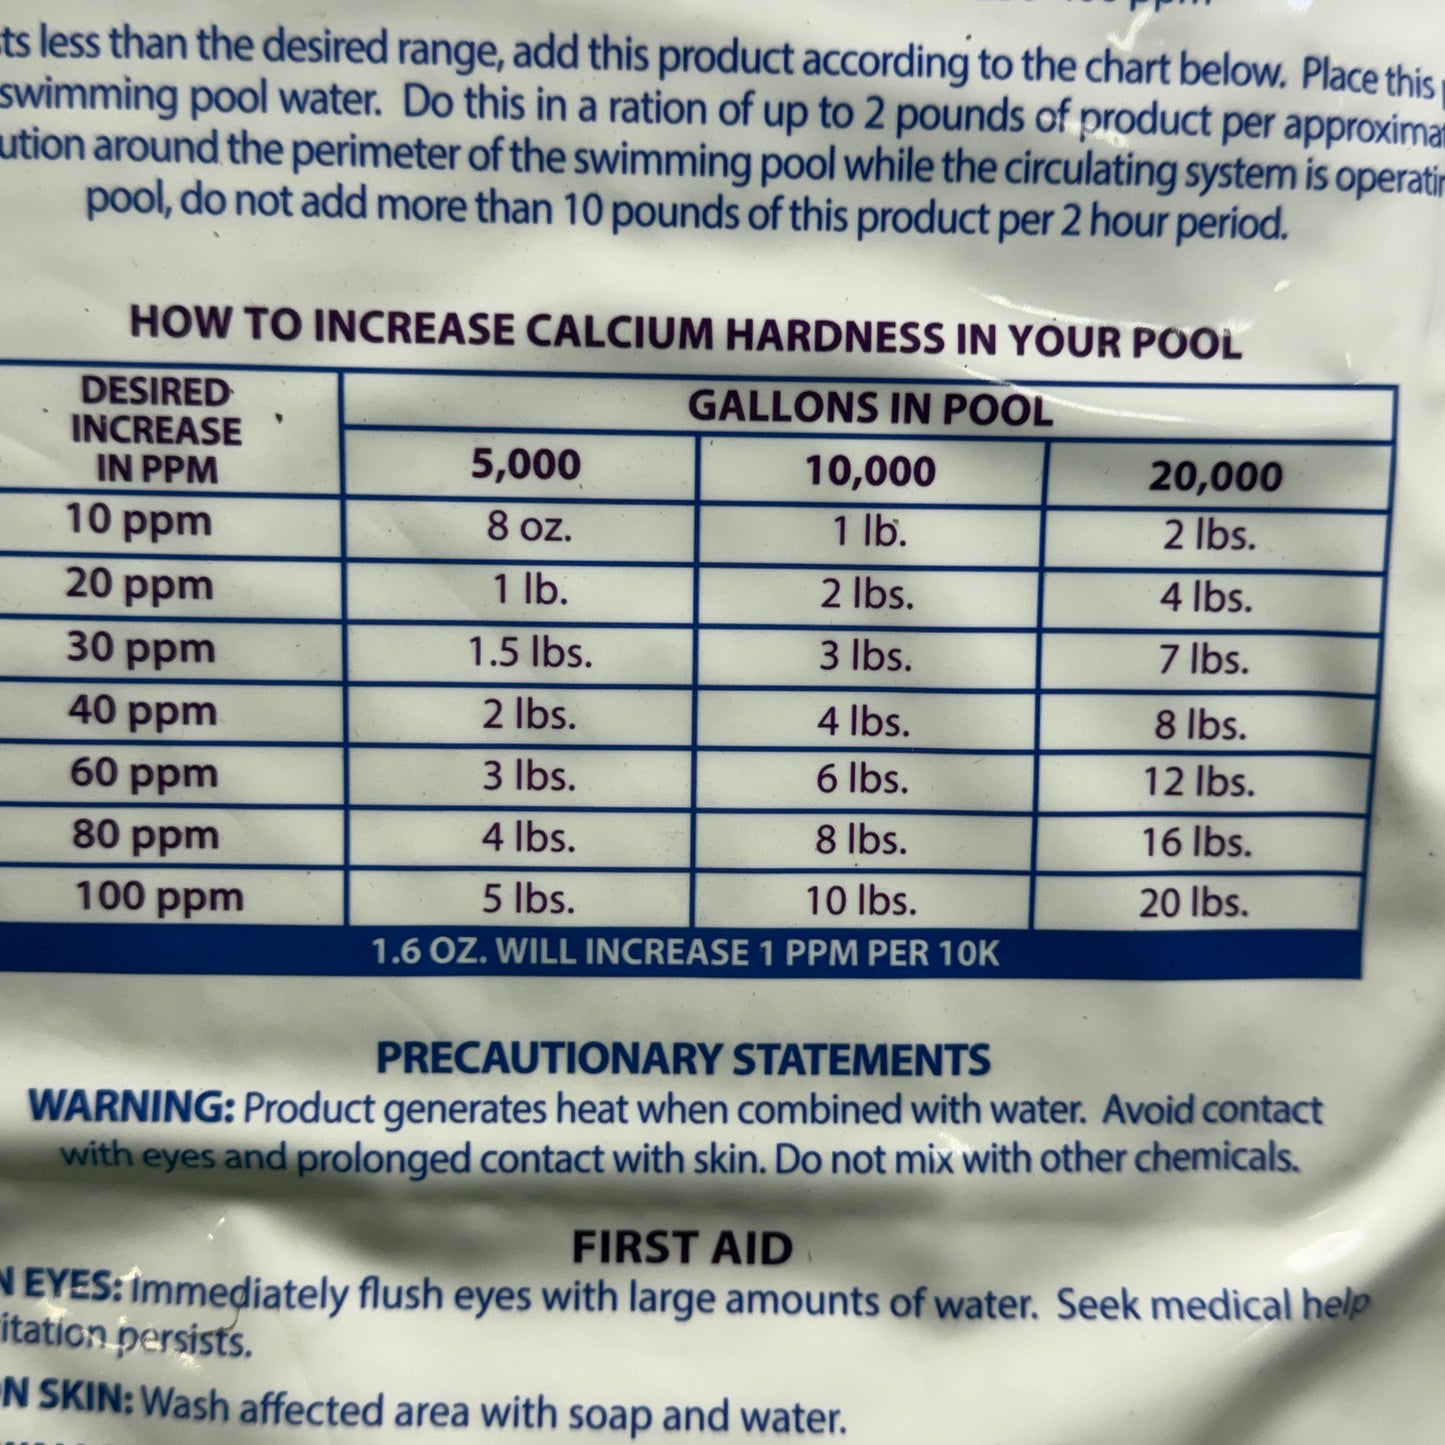 ts less than the desired range, add this product according to the chart below. Place this
swimming pool water. Do this in a ration of up to 2 pounds of product per approxima
ution around the perimeter of the swimming pool while the circulating system is operatin
pool, do not add more than 10 pounds of this product per 2 hour period.
HOW TO INCREASE CALCIUM HARDNESS IN YOUR POOL
DESIRED
INCREASE
IN PPM
GALLONS IN POOL
5,000 10,000 20,000
10 ppm 8 oz. 1 lb. 2 lbs.
20 ppm 1 lb. 2 lbs. 4 lbs.
30 ppm 1.5 lbs. 3 lbs. 7 lbs.
40 ppm 2 lbs. 4 lbs. 8 lbs.
60 ppm 3 lbs. 6 lbs. 12 lbs.
80 ppm 4 lbs. 8 lbs. 16 lbs.
100 ppm 5 lbs. 10 lbs. 20 lbs.
1.6 OZ. WILL INCREASE 1 PPM PER 10K
PRECAUTIONARY STATEMENTS
WARNING: Product generates heat when combined with water. Avoid contact
with eyes and prolonged contact with skin. Do not mix with other chemicals.
FIRST AID
N EYES: Immediately flush eyes with large amounts of water. Seek medical help
itation persists.
N SKIN: Wash affected area with soap and water.